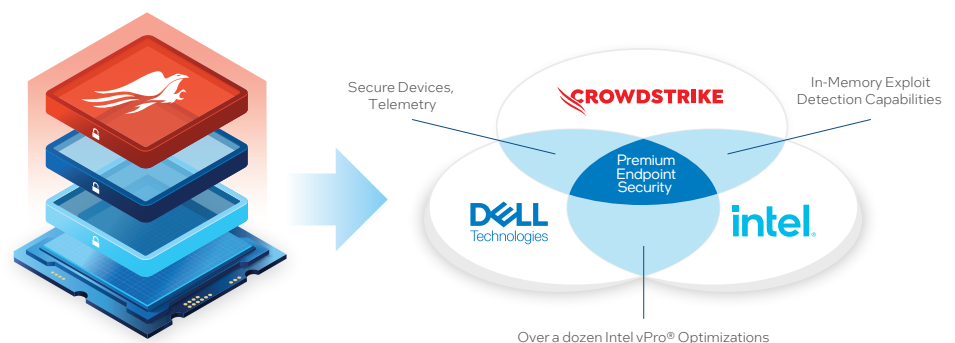 Secure Devices,
Telemetry
CROWDSTRIKE
In-Memory Exploit
Detection Capabilities
Premium
Endpoint
Security
DELL
Technologies
intel.
Over a dozen Intel vPro® Optimizations